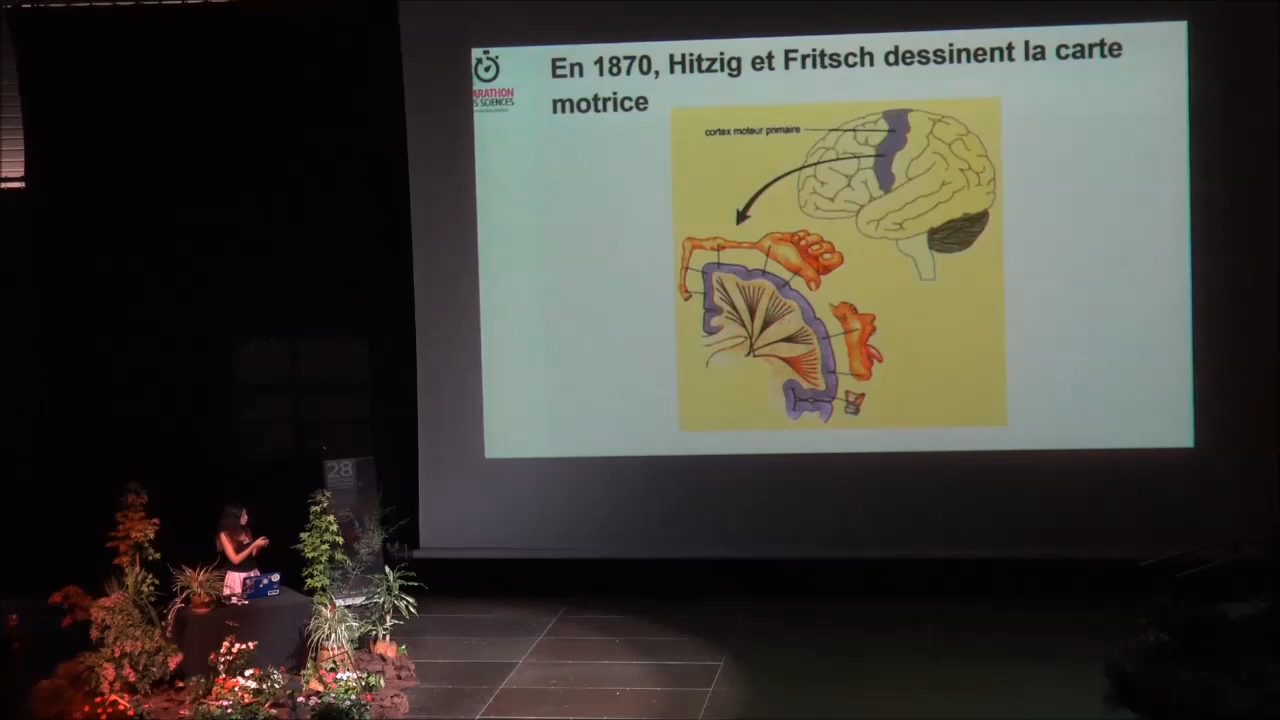 En 1870, Hitzig et Fritsch dessinent la carte
motrice
ARATHON
S SCIENCES
cortex moteur primaire
28